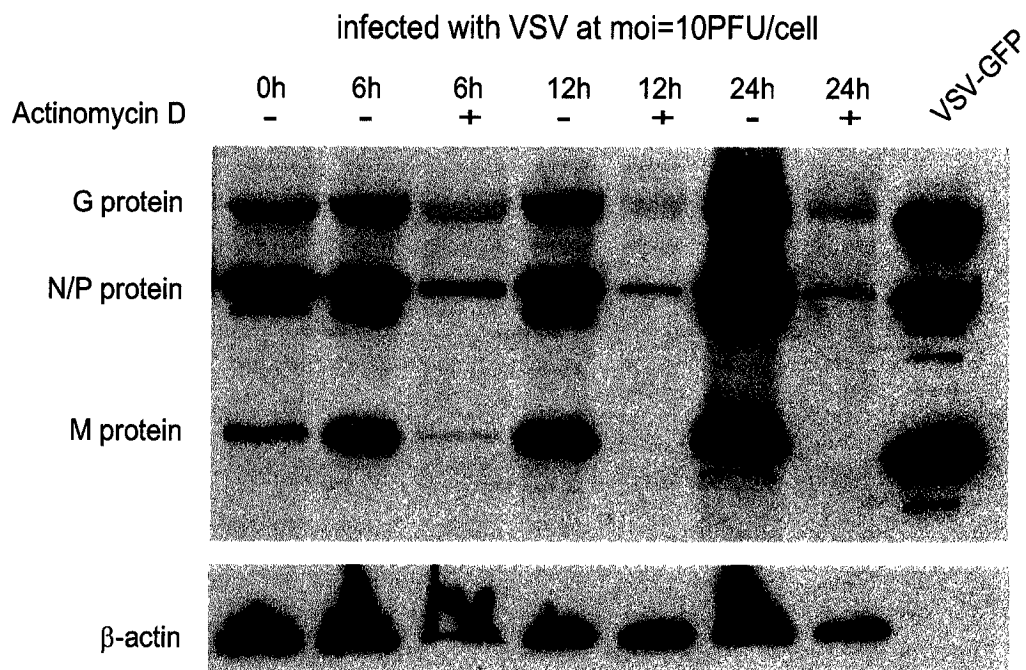 infected with VSV at moi=10PFU/cell
0h 6h 6h 12h 12h 24h 24h VSV-GFP
Actinomycin D - - + - + - +
G protein
N/P protein
M protein
β-actin